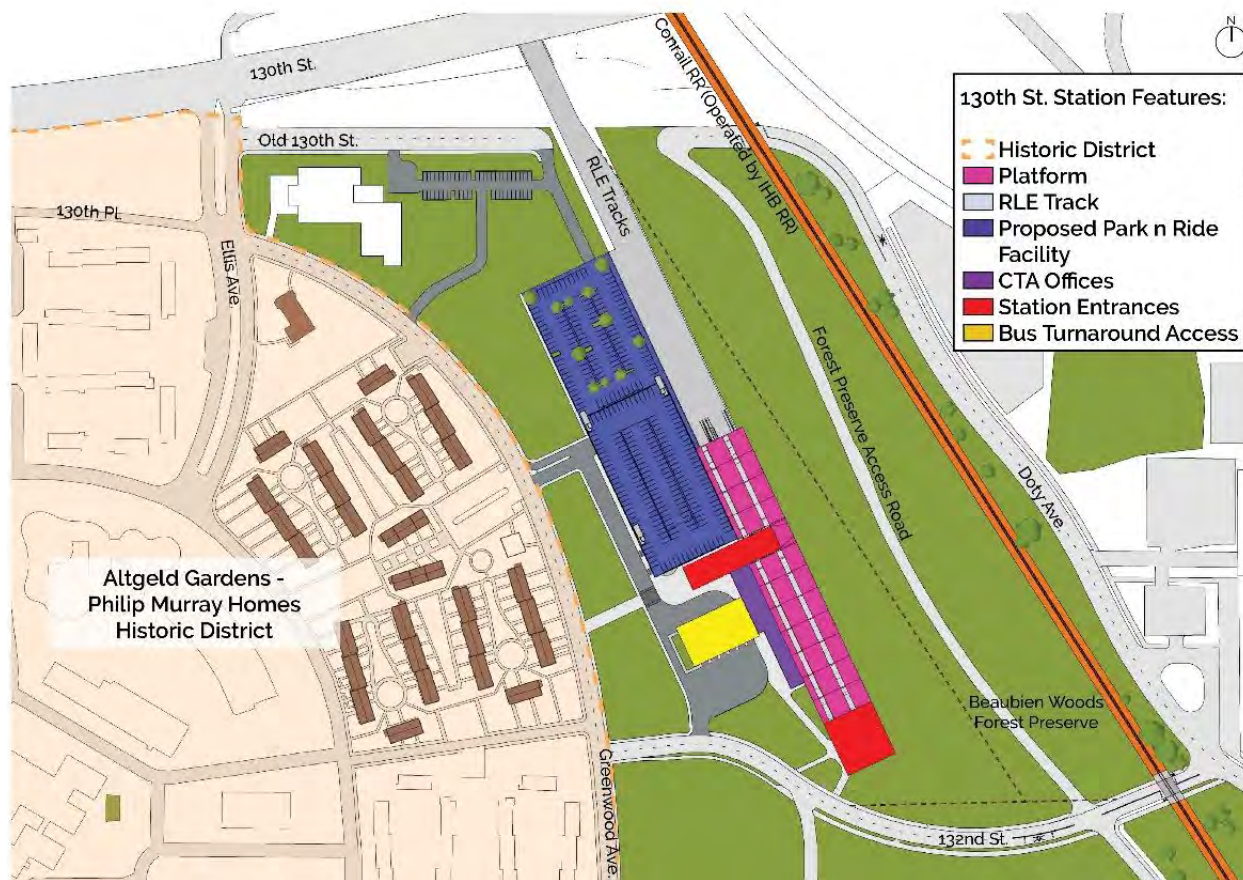 N
130th St.
Conrail RR (Operated by IHB RR)
130th St. Station Features:
Historic District
Platform
RLE Track
Proposed Park n Ride
Facility
CTA Offices
Station Entrances
Bus Turnaround Access
Old 130th St.
RLE Tracks
130th PL
Ellis Ave.
Forest Preserve Access Road
Doty Ave.
Altgeld Gardens -
Philip Murray Homes
Historic District
Beaubien Woods
Forest Preserve
Greenwood Ave.
132nd St.